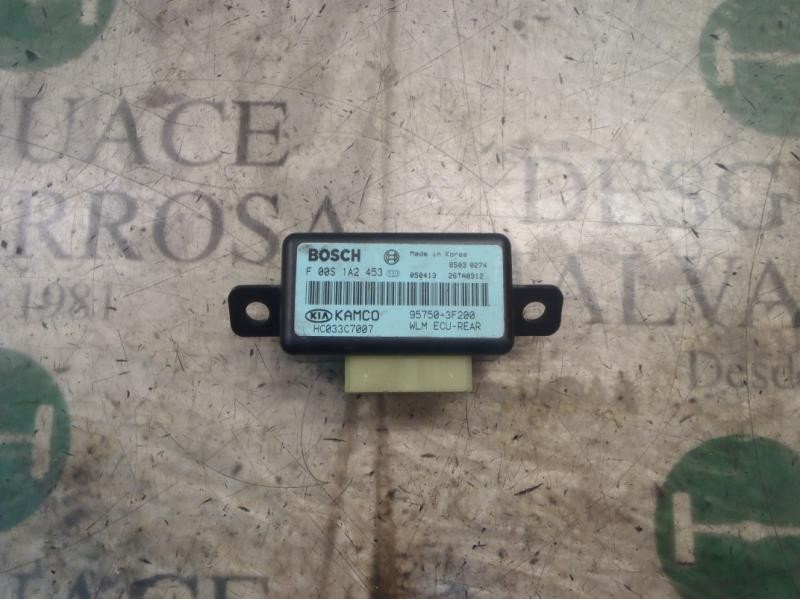 UACE
RROSA
1981
DESG
ALVA
Desde
BOSCH Made in Korea
8503 0274
F 00S 1A2 453 050413 26TA0312
KIA KAMCO 95750-3F200
HC033C7007 WLM ECU-REAR